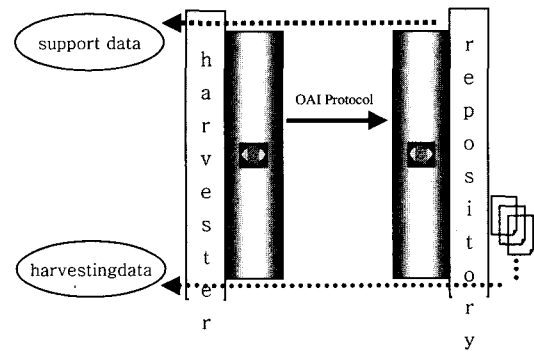 support data
harvester
OAI Protocol
repository
harvestingdata